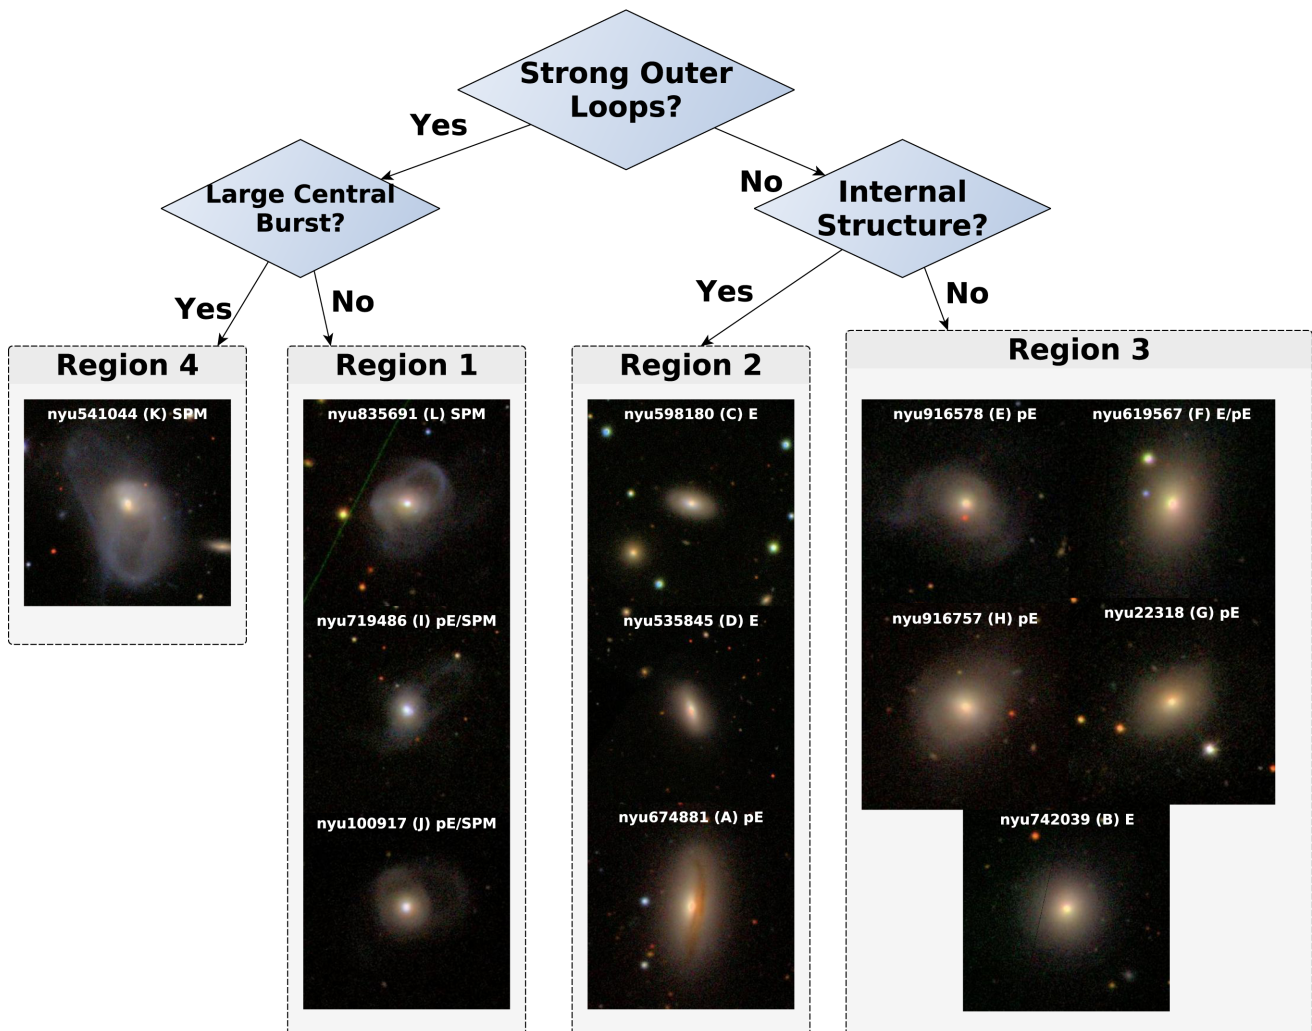 Strong Outer
Loops?
Yes
No
Large Central
Burst?
Internal
Structure?
Yes
No
Yes
No
Region 4
nyu541044 (K) SPM
Region 1
nyu835691 (L) SPM
nyu719486 (I) pE/SPM
nyu100917 (J) pE/SPM
Region 2
nyu598180 (C) E
nyu535845 (D) E
nyu674881 (A) pE
Region 3
nyu916578 (E) pE
nyu619567 (F) E/pE
nyu916757 (H) pE
nyu22318 (G) pE
nyu742039 (B) E